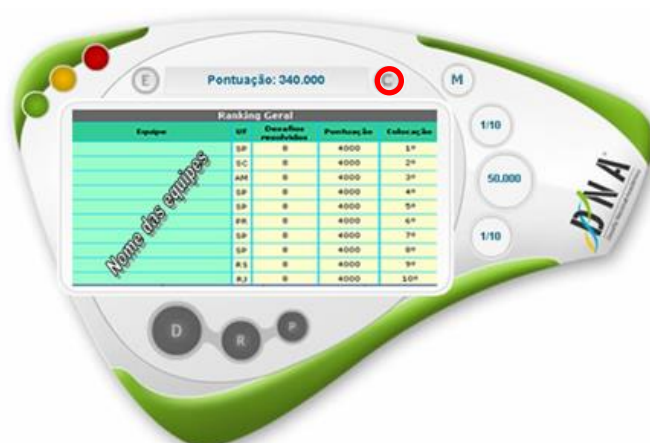 E Pontuação: 340.000 C M
Ranking Geral
Equipe UF Desafios resolvidos Pontuação Colocação
SP 8 4000 1º
SC 8 4000 2º
AM 8 4000 3º
SP 8 4000 4º
SP 8 4000 5º
PR 8 4000 6º
SP 8 4000 7º
SP 8 4000 8º
RS 8 4000 9º
RJ 8 4000 10º
Nome das equipes
1/10
50.000
1/10
DNA
D R P